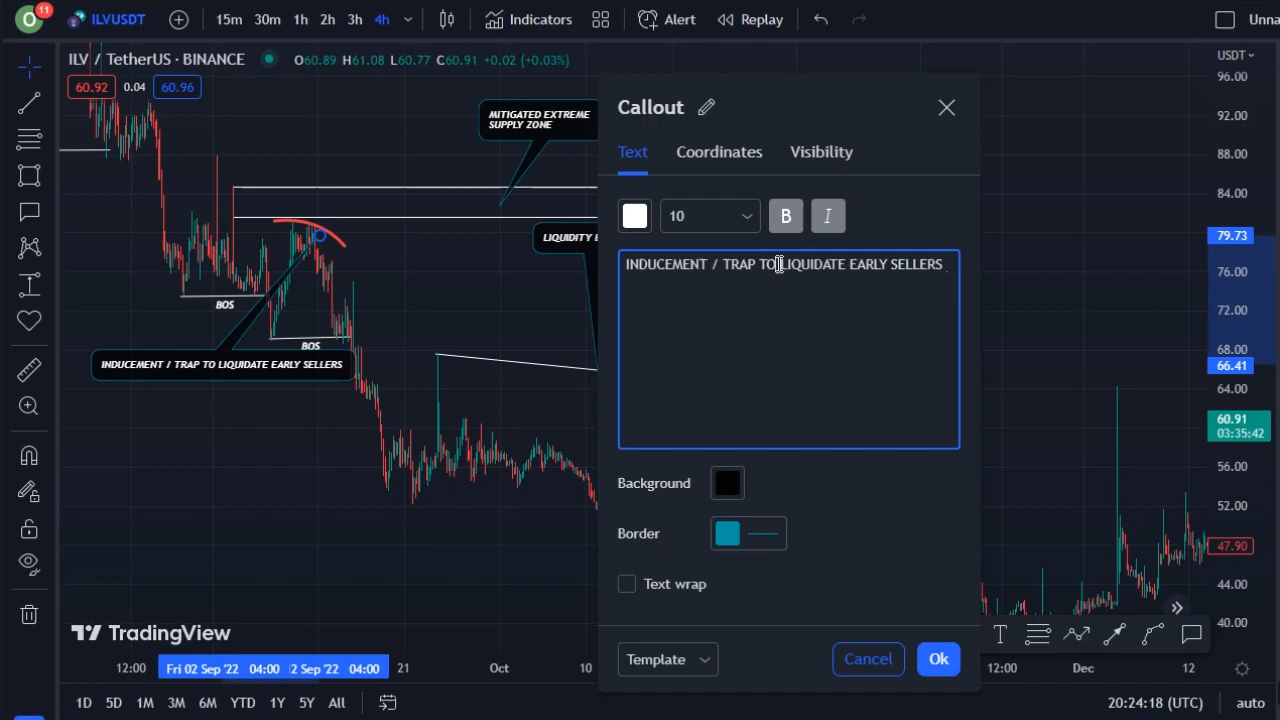 O
11
ILVUSDT
15m 30m 1h 2h 3h 4h
Indicators
Alert
Replay
Unna
ILV / TetherUS · BINANCE
O60.89 H61.08 L60.77 C60.91 +0.02 (+0.03%)
USDT
60.92 0.04 60.96
96.00
92.00
88.00
84.00
79.73
76.00
72.00
68.00
66.41
64.00
60.91
03:35:42
56.00
52.00
47.90
44.00
40.00
MITIGATED EXTREME
SUPPLY ZONE
LIQUIDITY
BOS
BOS
INDUCEMENT / TRAP TO LIQUIDATE EARLY SELLERS
Callout
Text Coordinates Visibility
10
B I
INDUCEMENT / TRAP TO LIQUIDATE EARLY SELLERS
Background
Border
Text wrap
Template
Cancel
Ok
TradingView
T
12:00 Fri 02 Sep '22 04:00 2 Sep '22 04:00 21 Oct 10 12:00 Dec 12
1D 5D 1M 3M 6M YTD 1Y 5Y All
20:24:18 (UTC)
auto